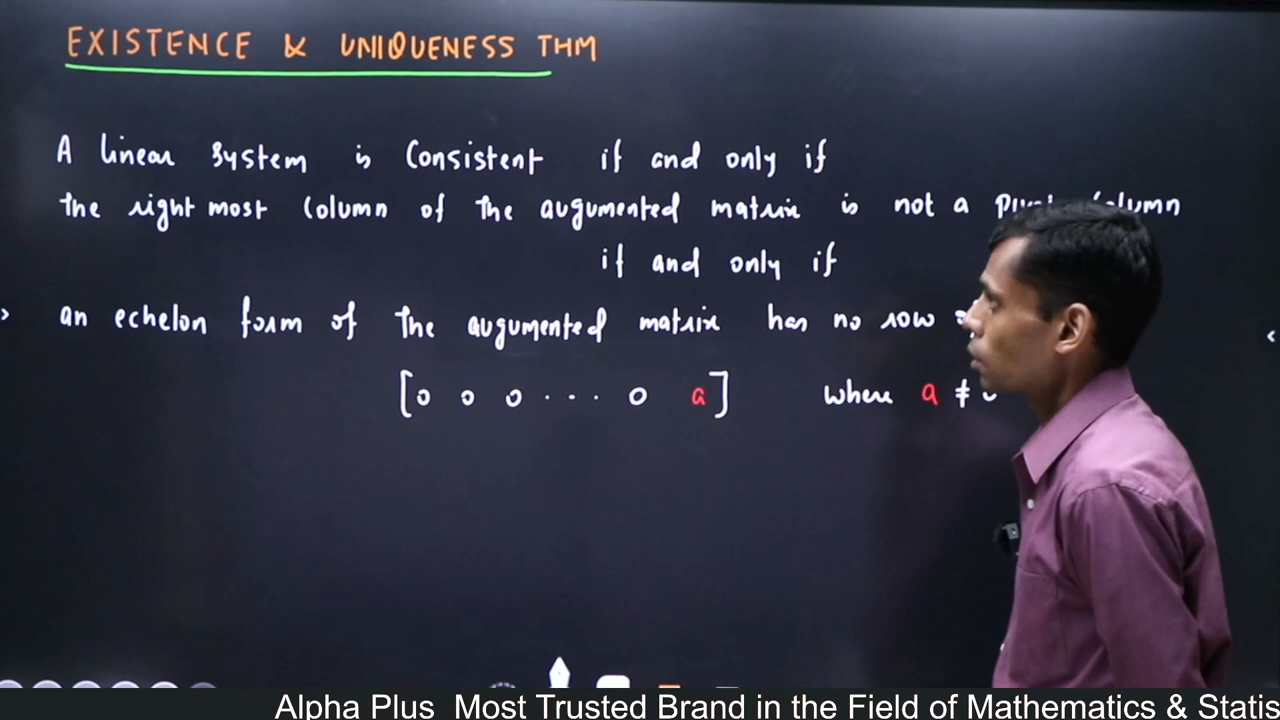 EXISTENCE & UNIQUENESS THM
A linear system is Consistent if and only if
the right most Column of the augumented matrix is not a Column
if and only if
an echelon form of the augumented matrix has no row
[0 0 0 . . . 0 a] where a ≠
Alpha Plus Most Trusted Brand in the Field of Mathematics & Statis